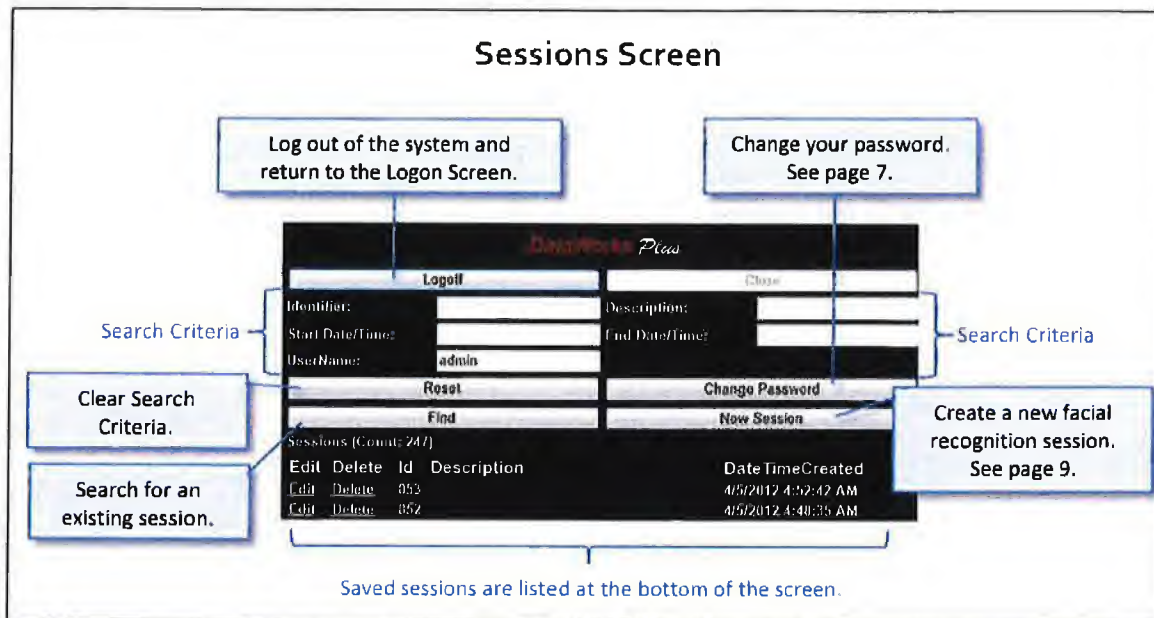 Sessions Screen
Log out of the system and
return to the Logon Screen.
Change your password.
See page 7.
DataWorks Plus
Logoff
Close
Identifier:
Description:
Search Criteria
Start Date/Time:
End Date/Time:
Search Criteria
UserName:
admin
Reset
Change Password
Clear Search
Criteria.
Find
New Session
Create a new facial
recognition session.
See page 9.
Sessions (Count: 247)
Edit Delete Id Description DateTimeCreated
Edit Delete 853 4/5/2012 4:52:42 AM
Edit Delete 852 4/5/2012 4:48:35 AM
Search for an
existing session.
Saved sessions are listed at the bottom of the screen.